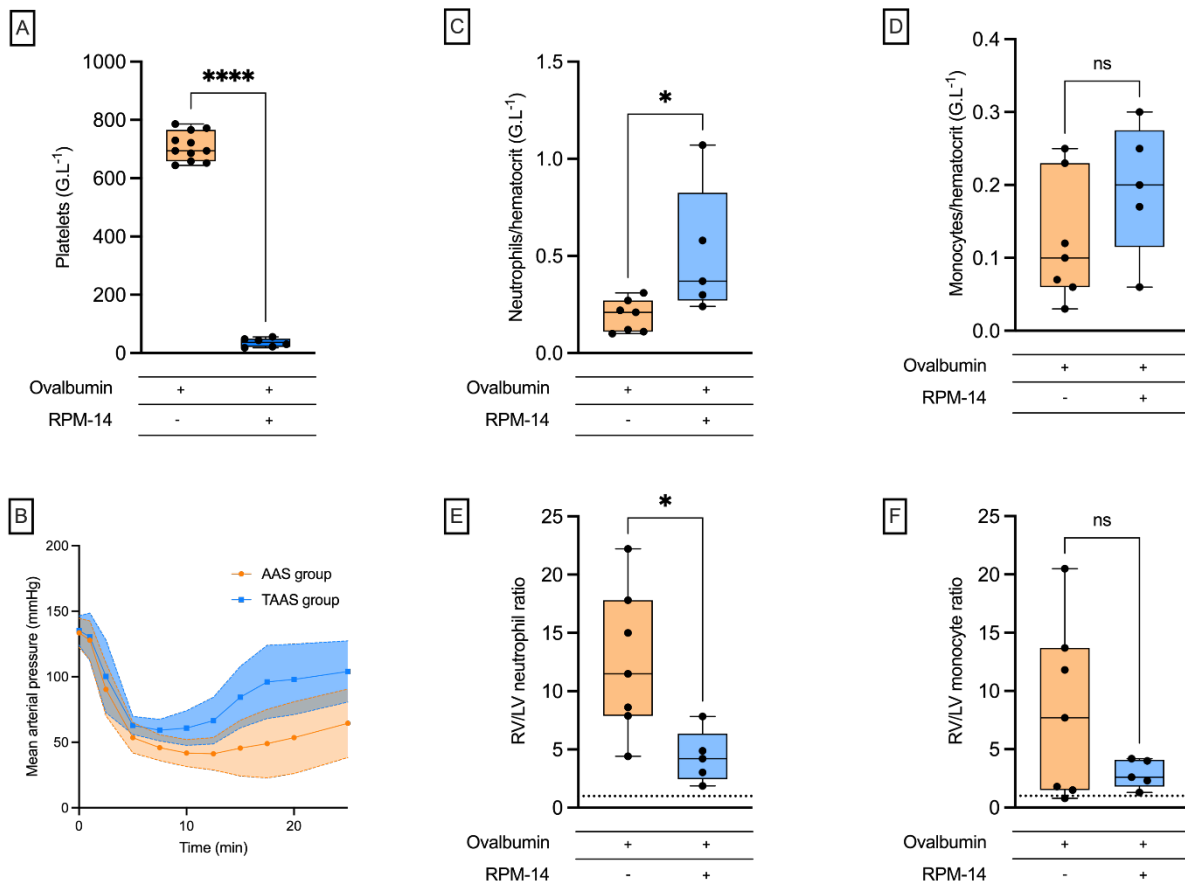 A
1000
800
600
400
200
0
Platelets (G.L⁻¹)
****
Ovalbumin + +
RPM-14 - +
C
1.5
1.0
0.5
0.0
Neutrophils/hematocrit (G.L⁻¹)
*
Ovalbumin + +
RPM-14 - +
D
0.4
0.3
0.2
0.1
0.0
Monocytes/hematocrit (G.L⁻¹)
ns
Ovalbumin + +
RPM-14 - +
B
200
150
100
50
0
Mean arterial pressure (mmHg)
AAS group
TAAS group
0 10 20
Time (min)
E
25
20
15
10
5
0
RV/LV neutrophil ratio
*
Ovalbumin + +
RPM-14 - +
F
25
20
15
10
5
0
RV/LV monocyte ratio
ns
Ovalbumin + +
RPM-14 - +